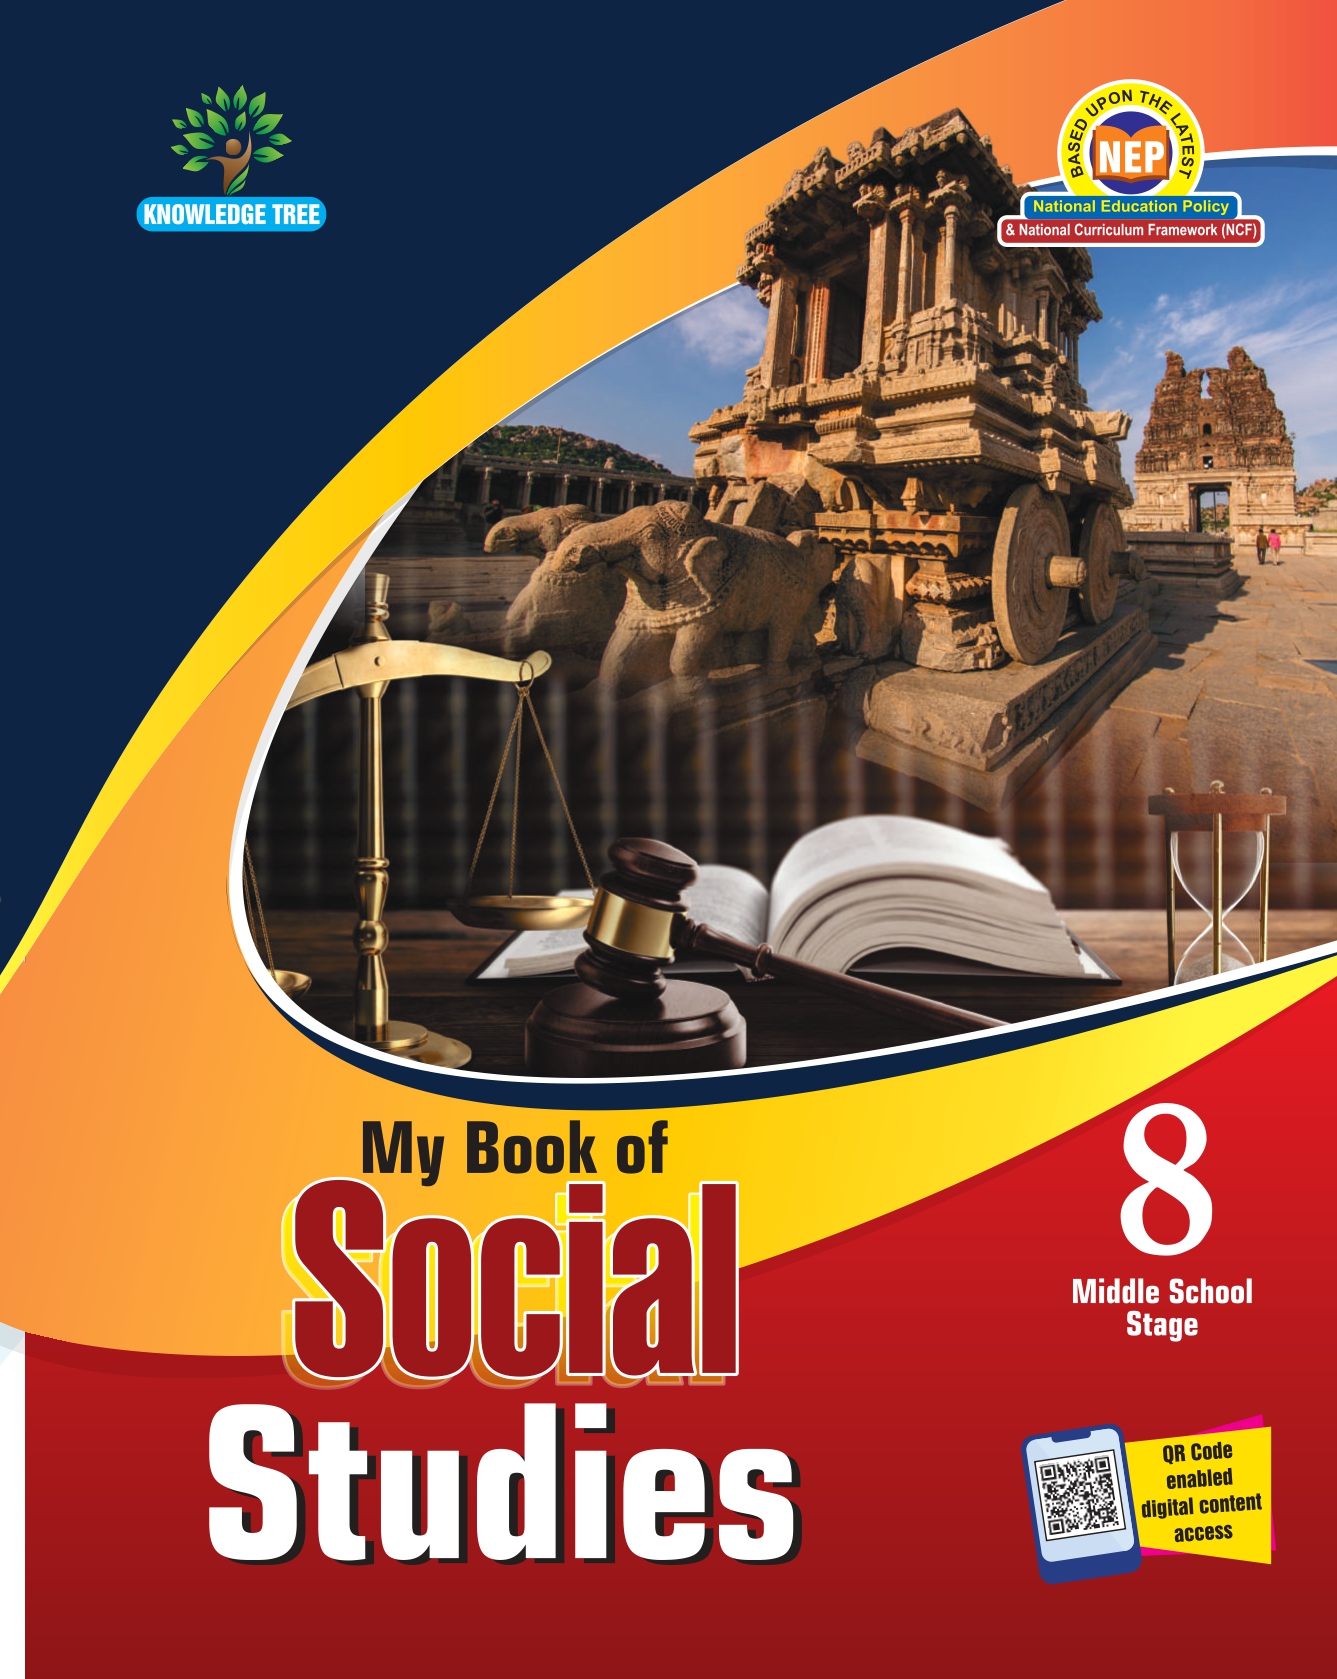 KNOWLEDGE TREE
BASED UPON THE LATEST
NEP
National Education Policy
& National Curriculum Framework (NCF)
My Book of
Social
Studies
8
Middle School
Stage
QR Code
enabled
digital content
access